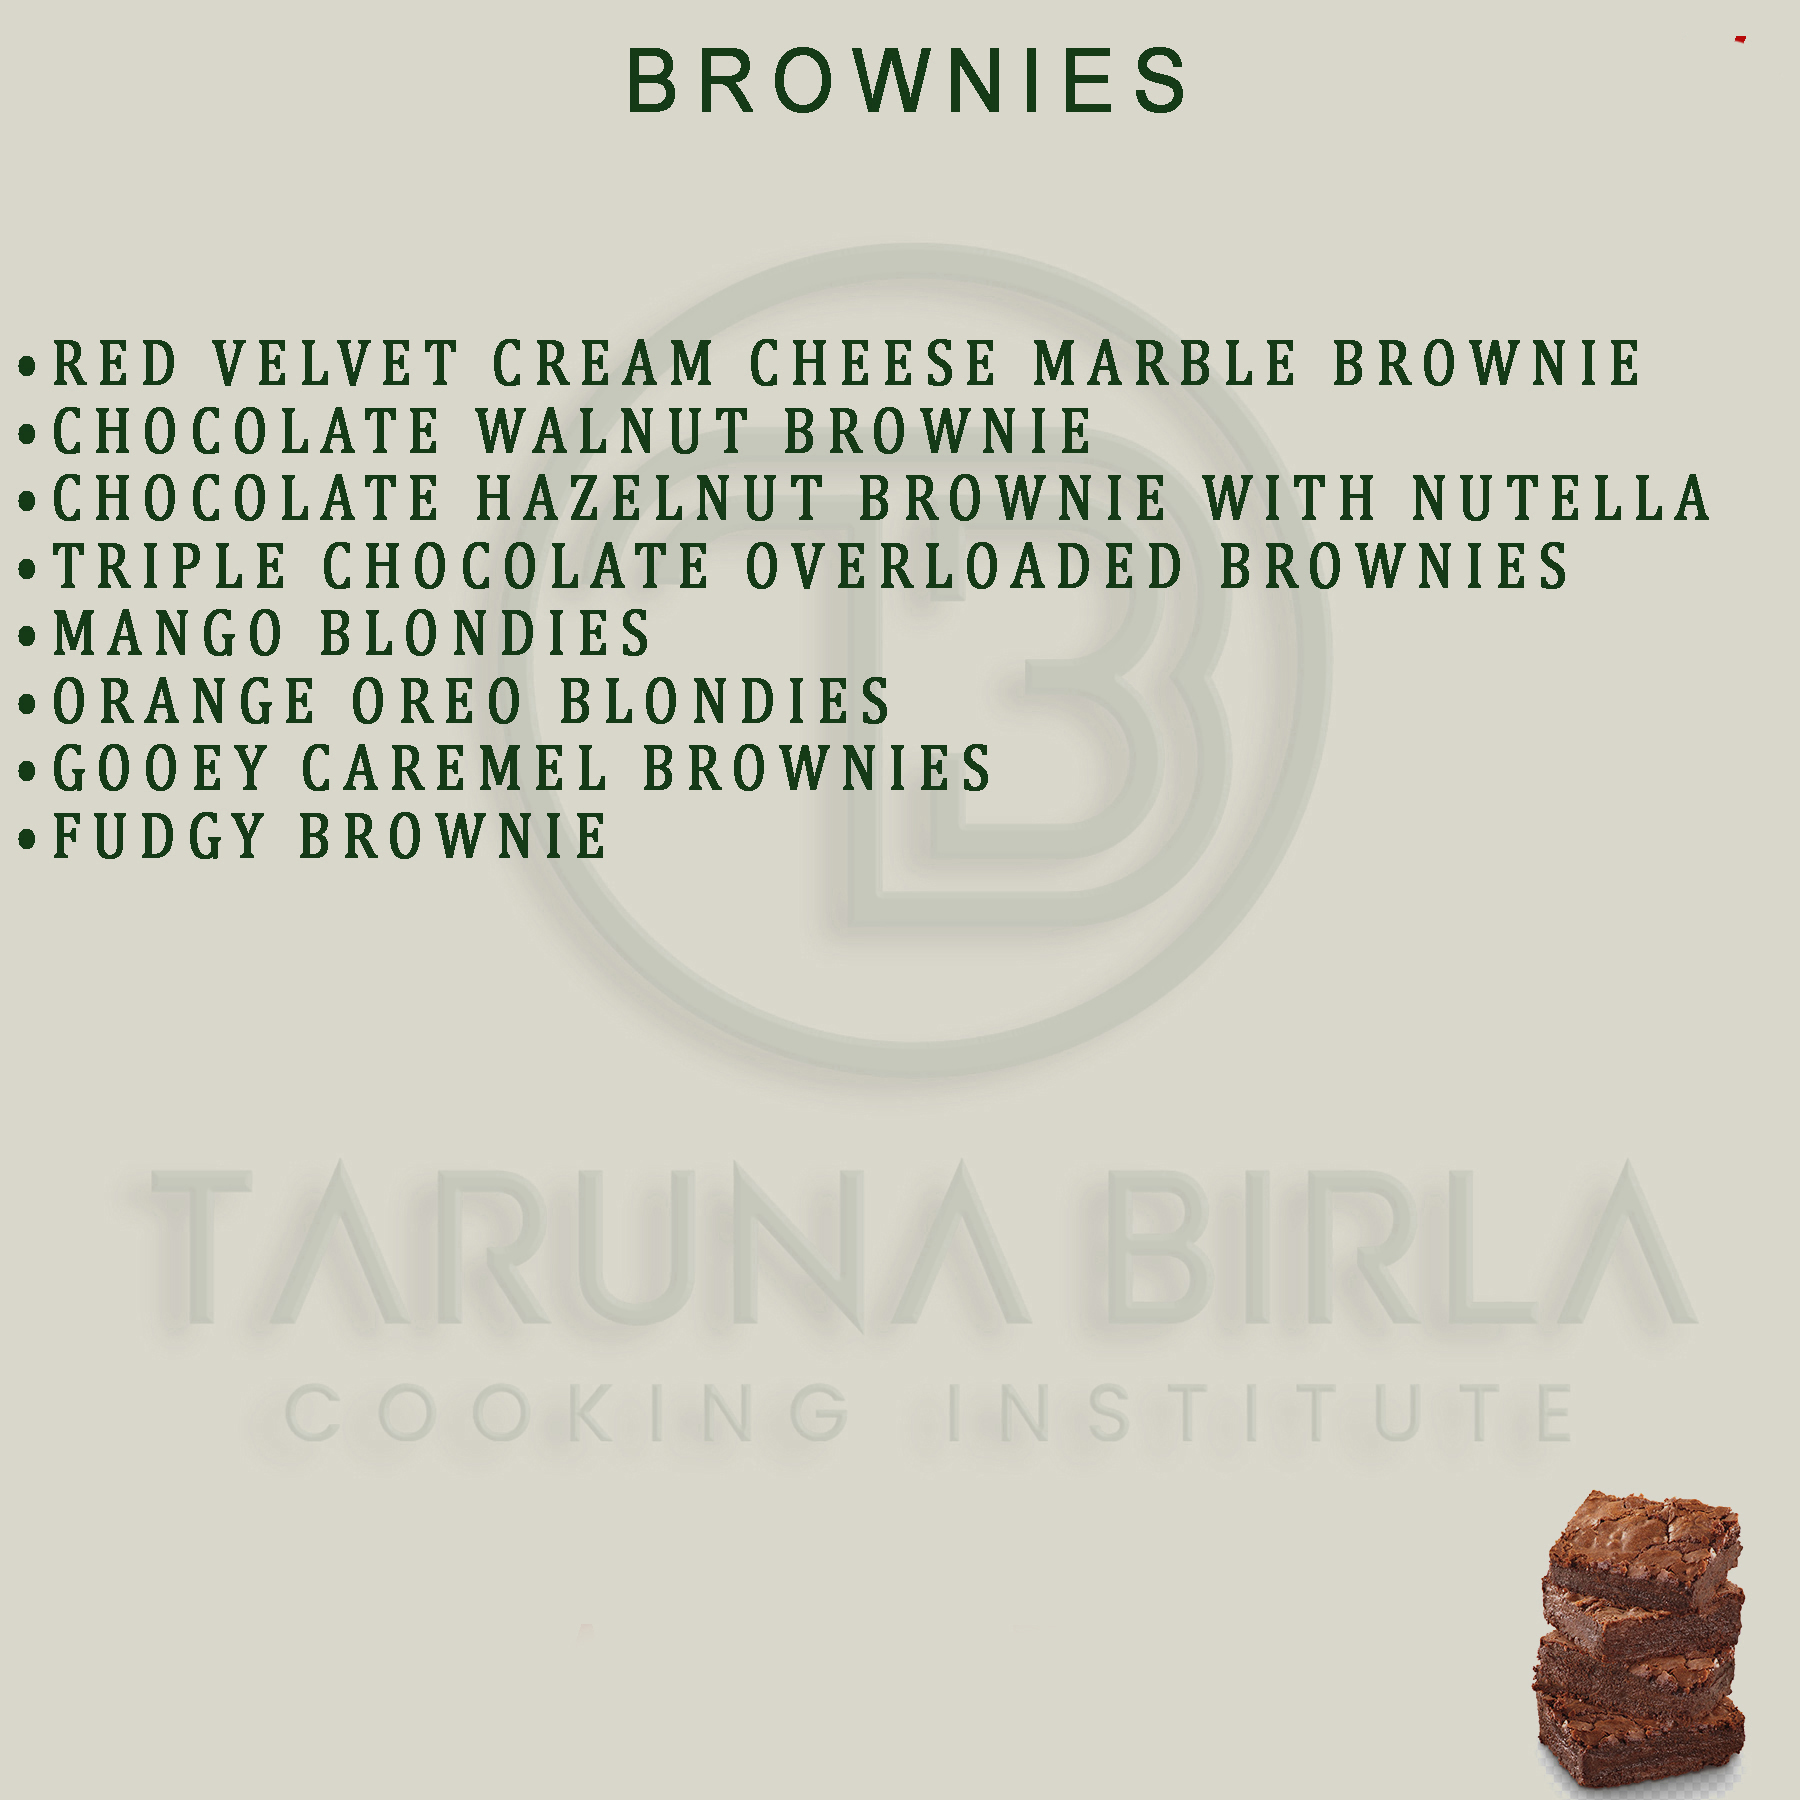 BROWNIES
•RED VELVET CREAM CHEESE MARBLE BROWNIE
•CHOCOLATE WALNUT BROWNIE
•CHOCOLATE HAZELNUT BROWNIE WITH NUTELLA
•TRIPLE CHOCOLATE OVERLOADED BROWNIES
•MANGO BLONDIES
•ORANGE OREO BLONDIES
•GOOEY CAREMEL BROWNIES
•FUDGY BROWNIE
TB
TARUNA BIRLA
COOKING INSTITUTE